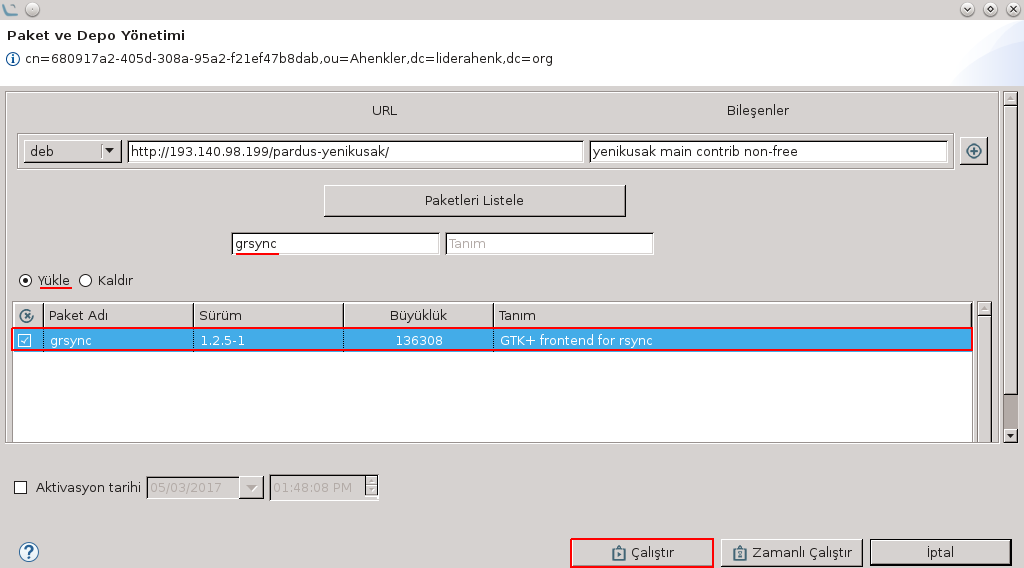 Paket ve Depo Yönetimi
cn=680917a2-405d-308a-95a2-f21ef47b8dab,ou=Ahenkler,dc=liderahenk,dc=org
URL Bileşenler
deb http://193.140.98.199/pardus-yenikusak/ yenikusak main contrib non-free
Paketleri Listele
grsync Tanım
Yükle Kaldır
Paket Adı Sürüm Büyüklük Tanım
grsync 1.2.5-1 136308 GTK+ frontend for rsync
Aktivasyon tarihi 05/03/2017 01:48:08 PM
Çalıştır Zamanlı Çalıştır İptal